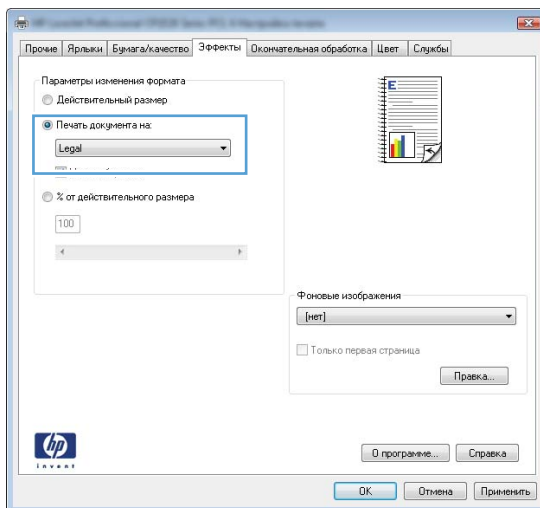 Прочие Ярлыки Бумага/качество Эффекты Окончательная обработка Цвет Службы
Параметры изменения формата
Действительный размер
Печать документа на:
Legal
% от действительного размера
100
E
Фоновые изображения
[нет]
Только первая страница
Правка...
hp
invent
О программе... Справка
OK Отмена Применить